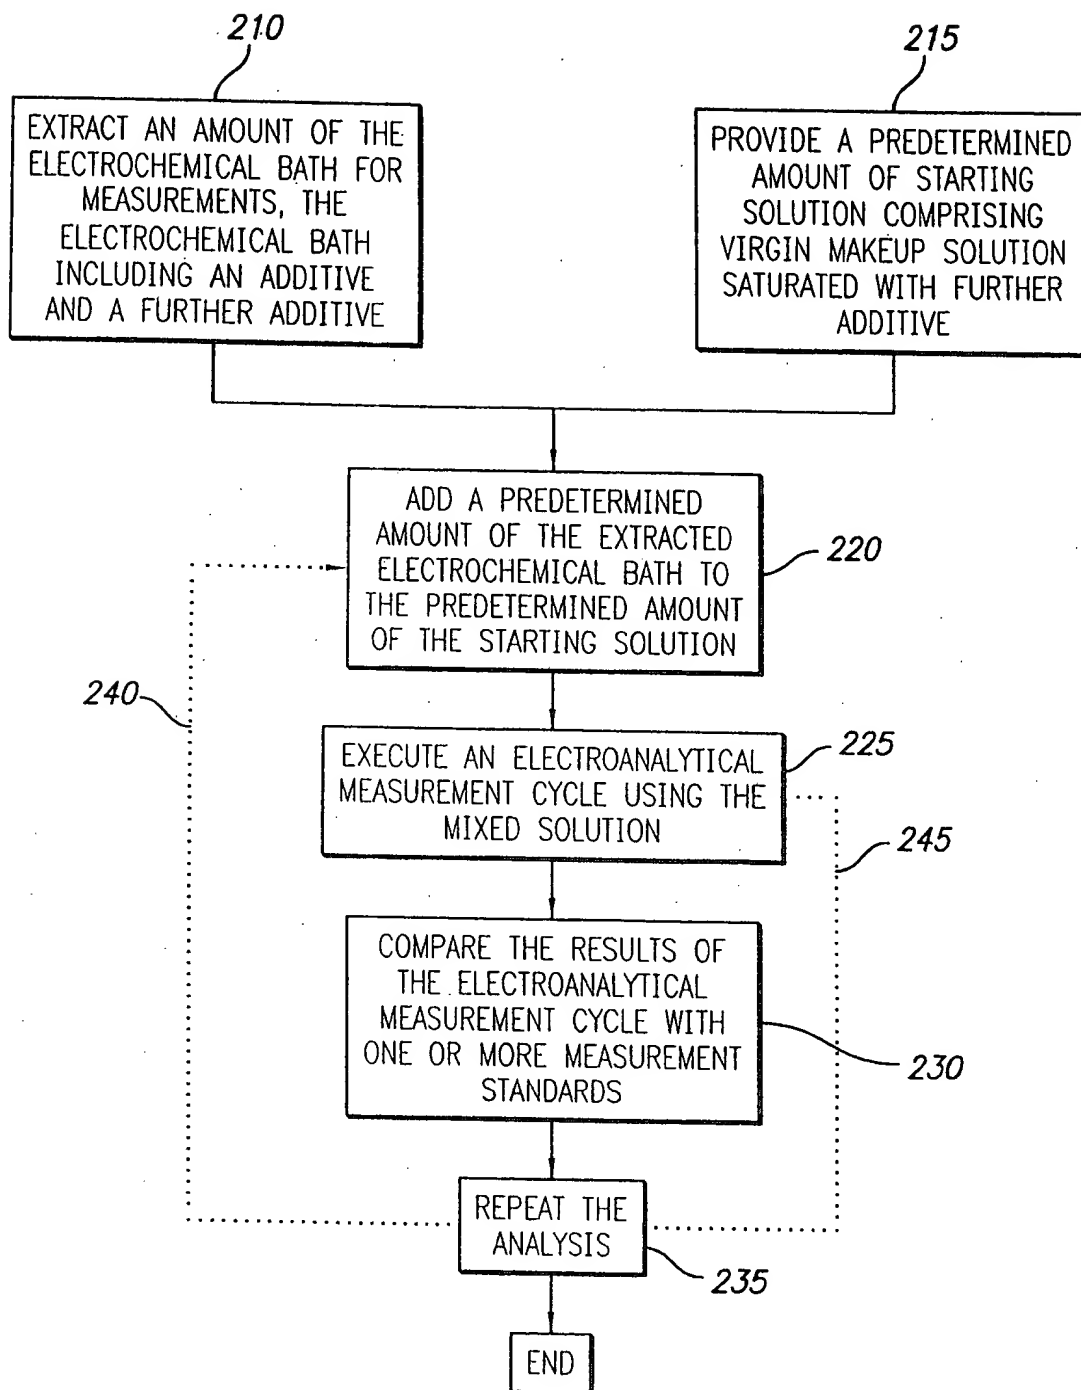 210
EXTRACT AN AMOUNT OF THE
ELECTROCHEMICAL BATH FOR
MEASUREMENTS, THE
ELECTROCHEMICAL BATH
INCLUDING AN ADDITIVE
AND A FURTHER ADDITIVE
215
PROVIDE A PREDETERMINED
AMOUNT OF STARTING
SOLUTION COMPRISING
VIRGIN MAKEUP SOLUTION
SATURATED WITH FURTHER
ADDITIVE
ADD A PREDETERMINED
AMOUNT OF THE EXTRACTED
ELECTROCHEMICAL BATH TO
THE PREDETERMINED AMOUNT
OF THE STARTING SOLUTION
220
240
EXECUTE AN ELECTROANALYTICAL
MEASUREMENT CYCLE USING THE
MIXED SOLUTION
225
245
COMPARE THE RESULTS OF
THE ELECTROANALYTICAL
MEASUREMENT CYCLE WITH
ONE OR MORE MEASUREMENT
STANDARDS
230
REPEAT THE
ANALYSIS
235
END